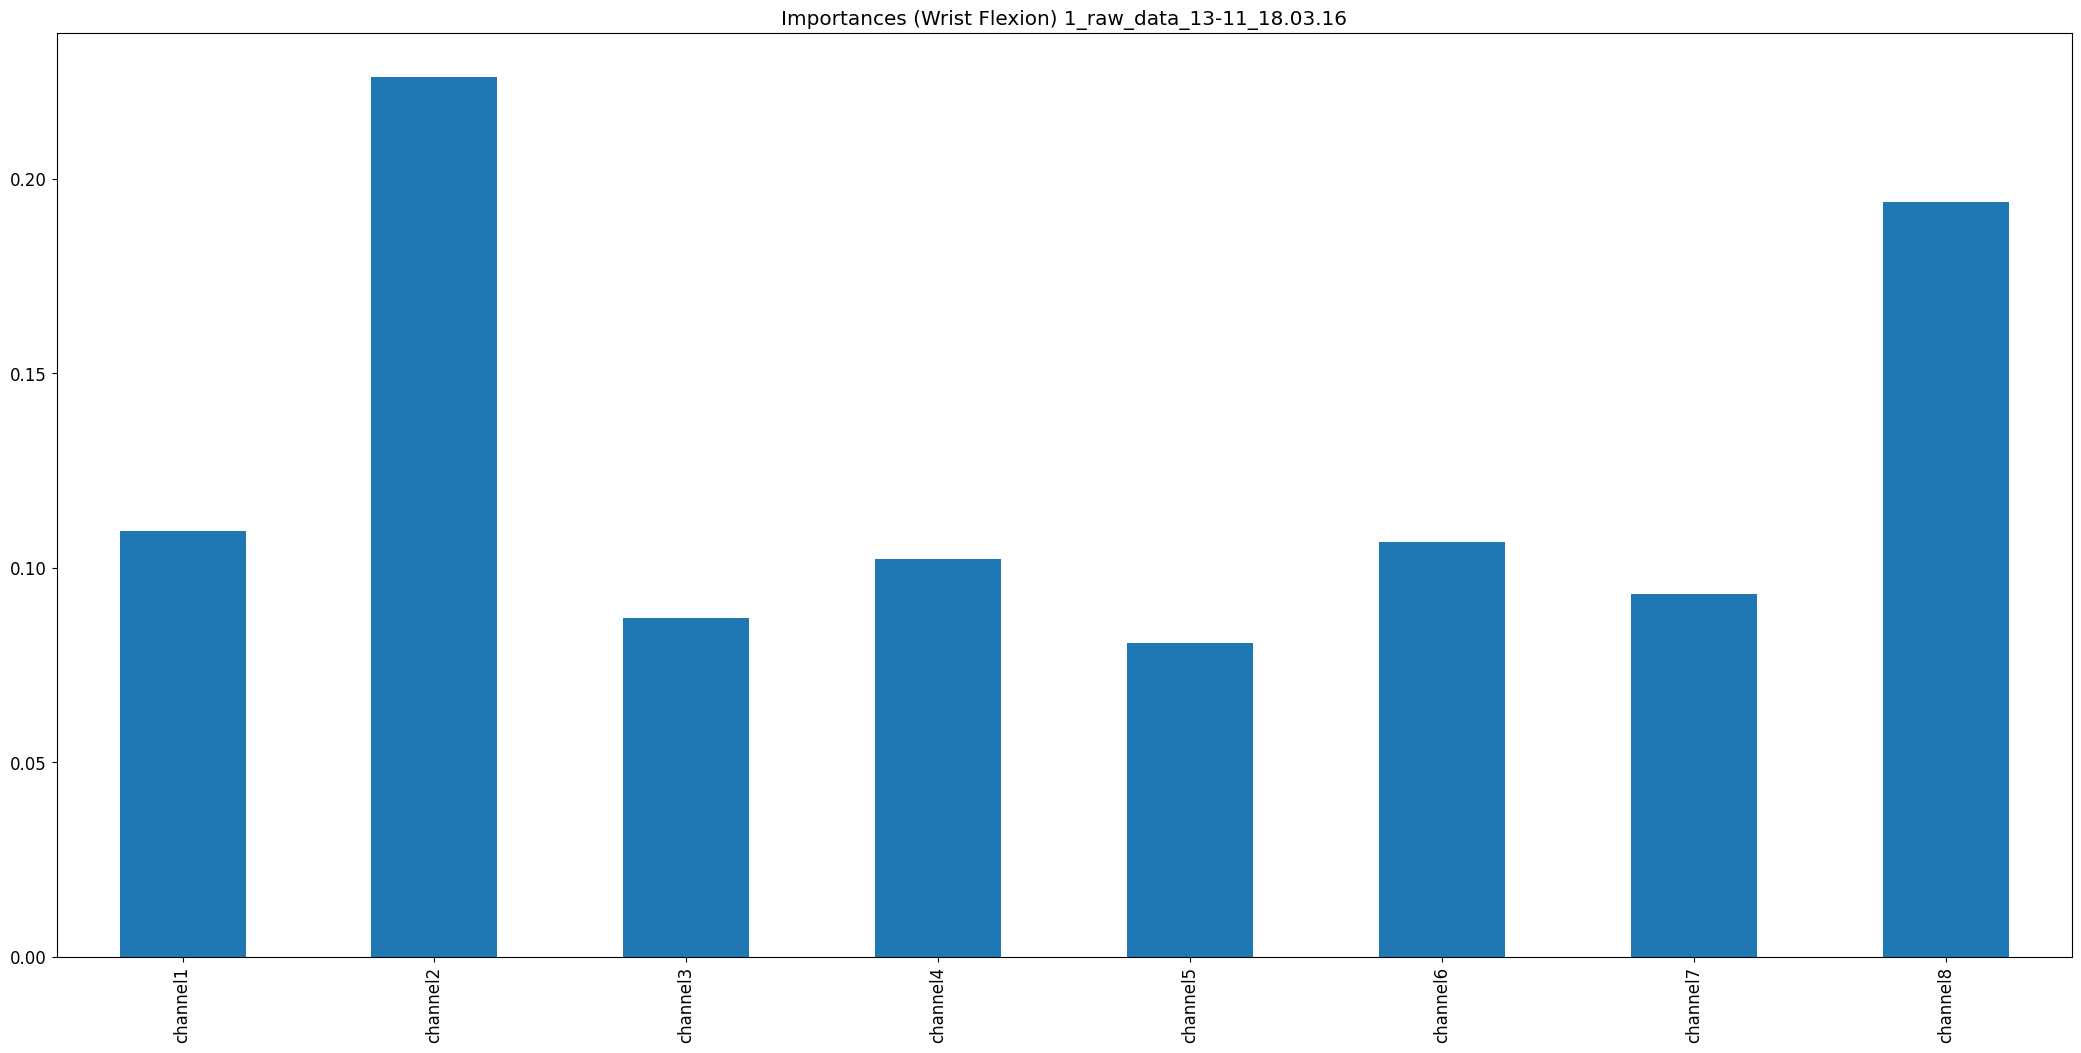 Importances (Wrist Flexion) 1_raw_data_13-11_18.03.16
0.20
0.15
0.10
0.05
0.00
channel1
channel2
channel3
channel4
channel5
channel6
channel7
channel8